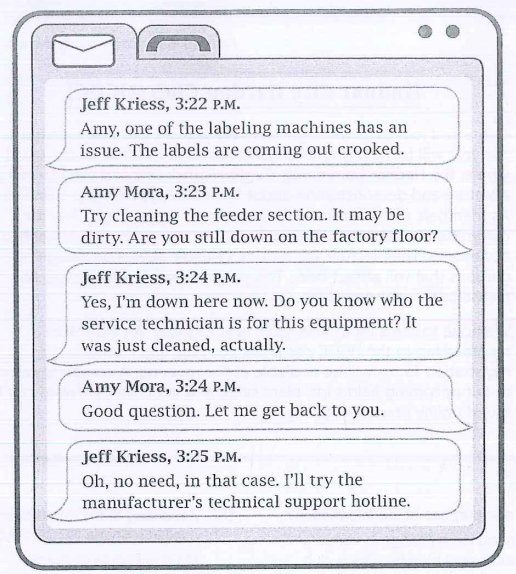 Jeff Kriess, 3:22 P.M.
Amy, one of the labeling machines has an
issue. The labels are coming out crooked.
Amy Mora, 3:23 P.M.
Try cleaning the feeder section. It may be
dirty. Are you still down on the factory floor?
Jeff Kriess, 3:24 P.M.
Yes, I'm down here now. Do you know who the
service technician is for this equipment? It
was just cleaned, actually.
Amy Mora, 3:24 P.M.
Good question. Let me get back to you.
Jeff Kriess, 3:25 P.M.
Oh, no need, in that case. I'll try the
manufacturer's technical support hotline.